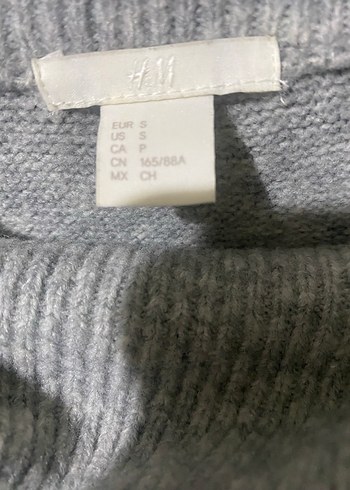 H&M
EUR S
US S
CA P
CN 165/88A
MX CH